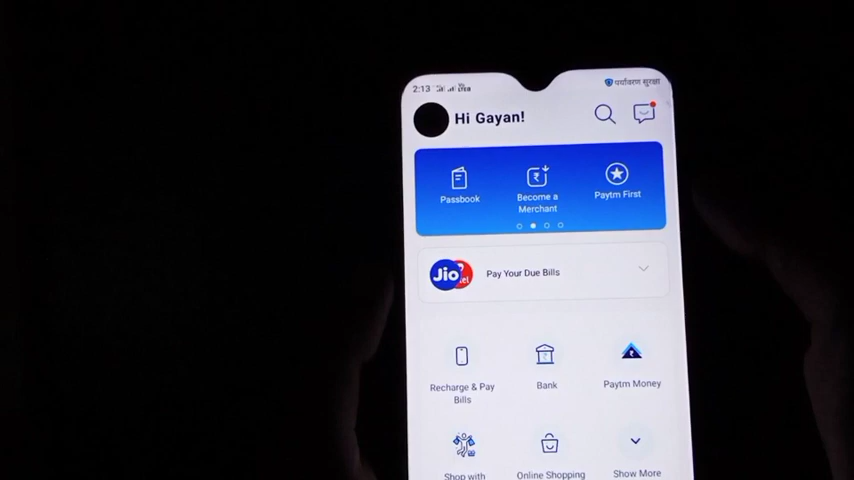 2:13
पर्यावरण सुरक्षा
Hi Gayan!
Passbook
Become a
Merchant
Paytm First
Jio
tel
Pay Your Due Bills
Recharge & Pay
Bills
Bank
Paytm Money
Shop with
Online Shopping
Show More